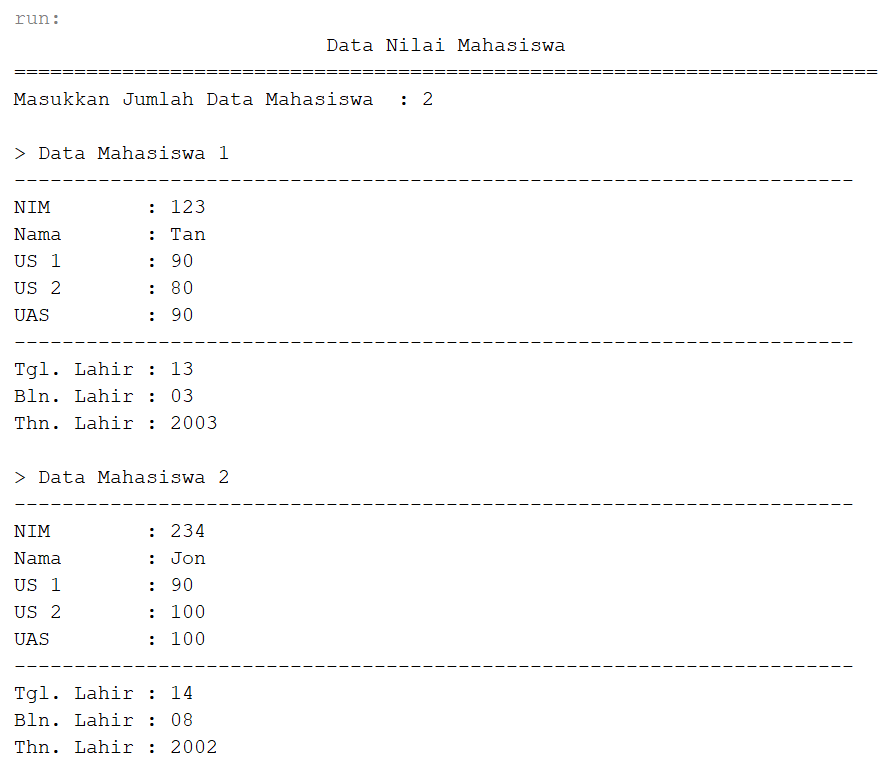 run:
                          Data Nilai Mahasiswa
========================================================================
Masukkan Jumlah Data Mahasiswa  : 2

> Data Mahasiswa 1
----------------------------------------------------------------------
NIM        : 123
Nama       : Tan
US 1       : 90
US 2       : 80
UAS        : 90
----------------------------------------------------------------------
Tgl. Lahir : 13
Bln. Lahir : 03
Thn. Lahir : 2003

> Data Mahasiswa 2
----------------------------------------------------------------------
NIM        : 234
Nama       : Jon
US 1       : 90
US 2       : 100
UAS        : 100
----------------------------------------------------------------------
Tgl. Lahir : 14
Bln. Lahir : 08
Thn. Lahir : 2002